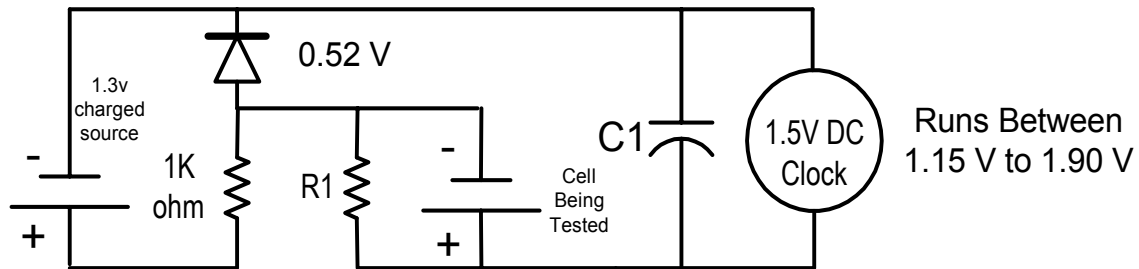 0.52 V
1.3v
charged
source
-
+
1K
ohm
R1
-
+
Cell
Being
Tested
C1
1.5V DC
Clock
Runs Between
1.15 V to 1.90 V